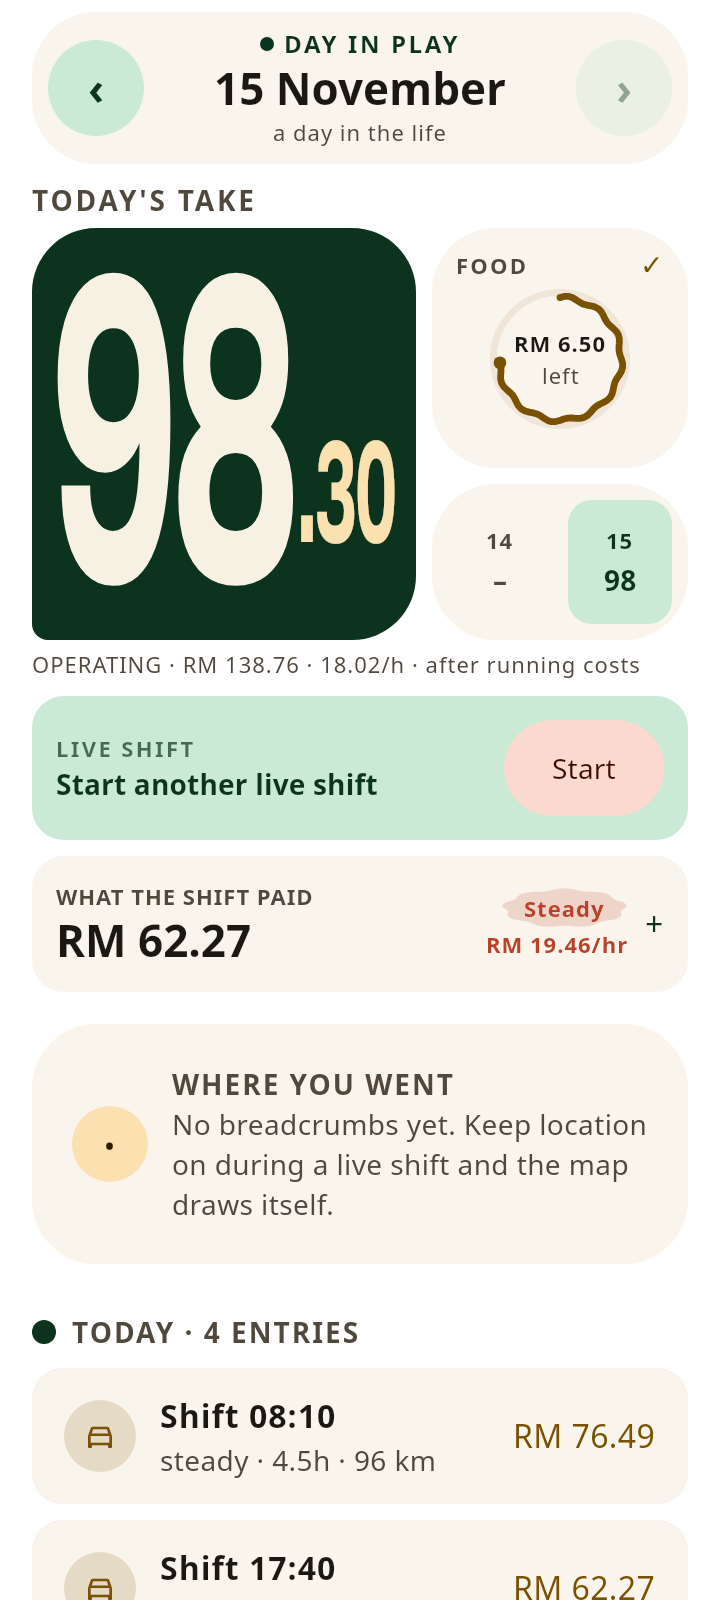 DAY IN PLAY
‹
15 November
›
a day in the life
TODAY'S TAKE
98.30
FOOD ✓
RM 6.50
left
14 15
– 98
OPERATING · RM 138.76 · 18.02/h · after running costs
LIVE SHIFT
Start another live shift
Start
WHAT THE SHIFT PAID
RM 62.27
Steady
RM 19.46/hr
+
WHERE YOU WENT
No breadcrumbs yet. Keep location
on during a live shift and the map
draws itself.
TODAY · 4 ENTRIES
Shift 08:10
steady · 4.5h · 96 km
RM 76.49
Shift 17:40
RM 62.27